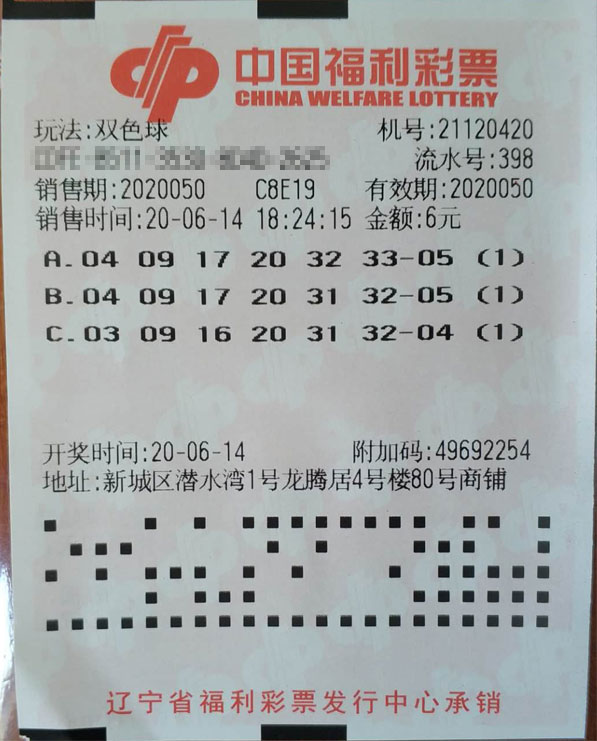 中国福利彩票
CHINA WELFARE LOTTERY
玩法:双色球 机号:21120420
流水号:398
销售期:2020050 C8E19 有效期:2020050
销售时间:20-06-14 18:24:15 金额:6元
A.04 09 17 20 32 33-05 (1)
B.04 09 17 20 31 32-05 (1)
C.03 09 16 20 31 32-04 (1)
开奖时间:20-06-14 附加码:49692254
地址:新城区潜水湾1号龙腾居4号楼80号商铺
辽宁省福利彩票发行中心承销